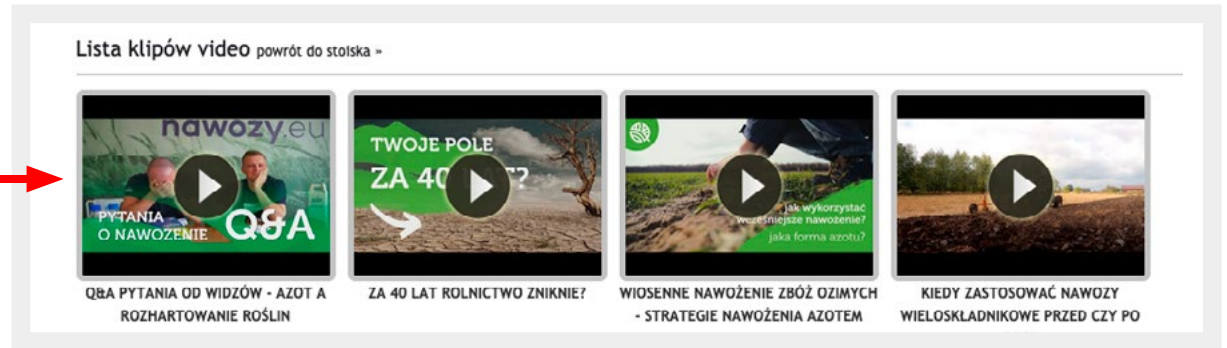 Lista klipów video powrót do stoiska »
nawozy.eu
PYTANIA
O NAWOŻENIE Q&A
TWOJE POLE
ZA 40
?
jak wykorzystać
wcześniejsze nawożenie?
jaka forma azotu?
Q&A PYTANIA OD WIDZÓW - AZOT A
ROZHARTOWANIE ROŚLIN
ZA 40 LAT ROLNICTWO ZNIKNIE?
WIOSENNE NAWOŻENIE ZBÓŻ OZIMYCH
- STRATEGIE NAWOŻENIA AZOTEM
KIEDY ZASTOSOWAĆ NAWOZY
WIELOSKŁADNIKOWE PRZED CZY PO